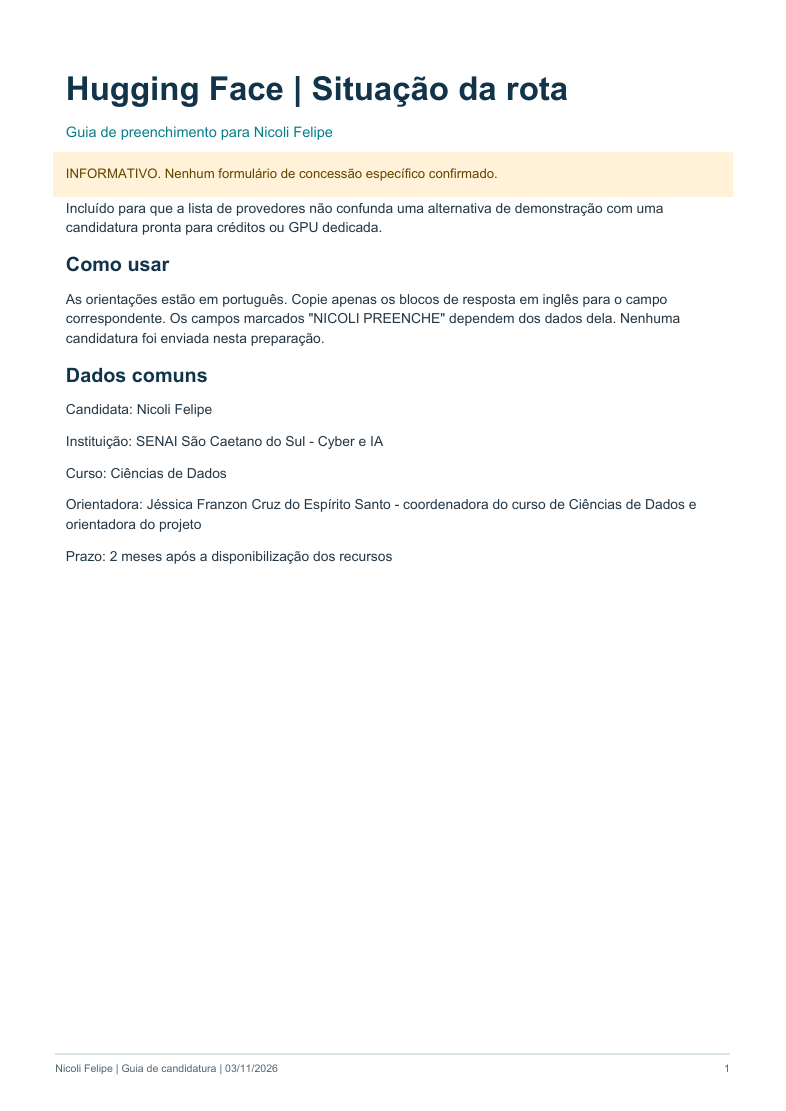 Hugging Face | Situação da rota
Guia de preenchimento para Nicoli Felipe
INFORMATIVO. Nenhum formulário de concessão específico confirmado.
Incluído para que a lista de provedores não confunda uma alternativa de demonstração com uma
candidatura pronta para créditos ou GPU dedicada.
Como usar
As orientações estão em português. Copie apenas os blocos de resposta em inglês para o campo
correspondente. Os campos marcados "NICOLI PREENCHE" dependem dos dados dela. Nenhuma
candidatura foi enviada nesta preparação.
Dados comuns
Candidata: Nicoli Felipe
Instituição: SENAI São Caetano do Sul - Cyber e IA
Curso: Ciências de Dados
Orientadora: Jéssica Franzon Cruz do Espírito Santo - coordenadora do curso de Ciências de Dados e
orientadora do projeto
Prazo: 2 meses após a disponibilização dos recursos
Nicoli Felipe | Guia de candidatura | 03/11/2026
1